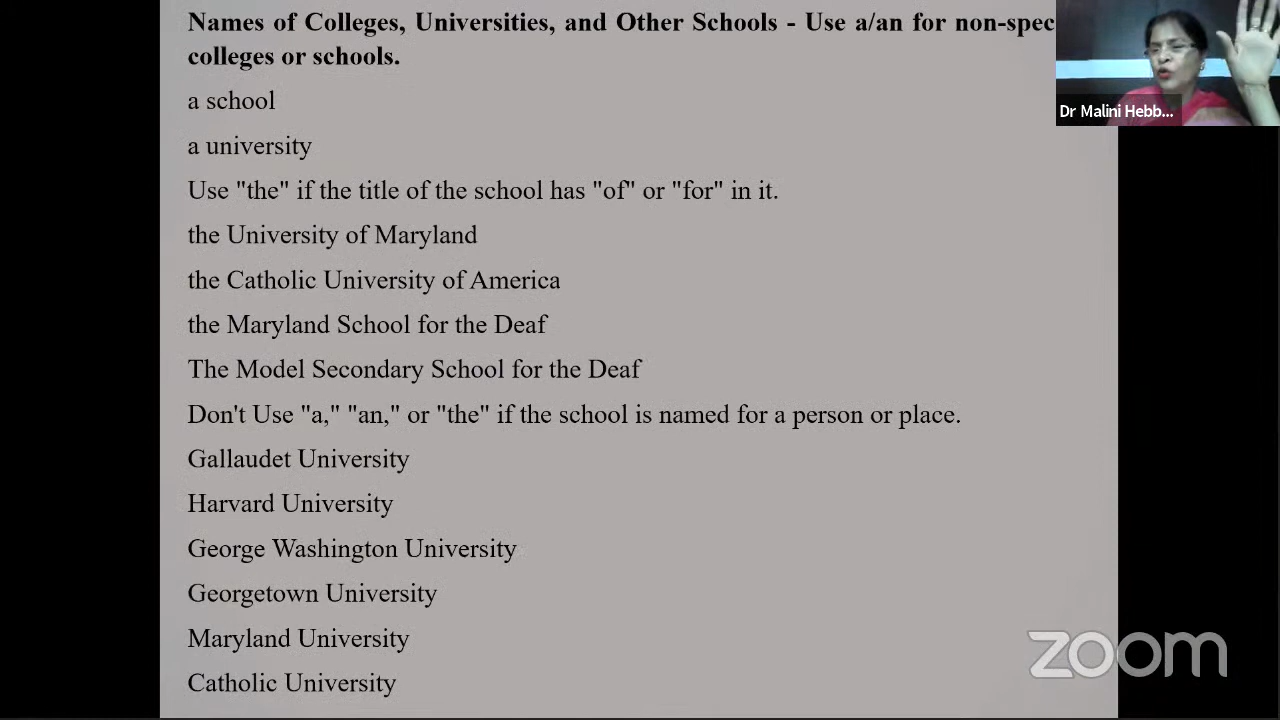 Names of Colleges, Universities, and Other Schools - Use a/an for non-spec
colleges or schools.
a school
a university
Use "the" if the title of the school has "of" or "for" in it.
the University of Maryland
the Catholic University of America
the Maryland School for the Deaf
The Model Secondary School for the Deaf
Don't Use "a," "an," or "the" if the school is named for a person or place.
Gallaudet University
Harvard University
George Washington University
Georgetown University
Maryland University
Catholic University
Dr Malini Hebb...
zoom